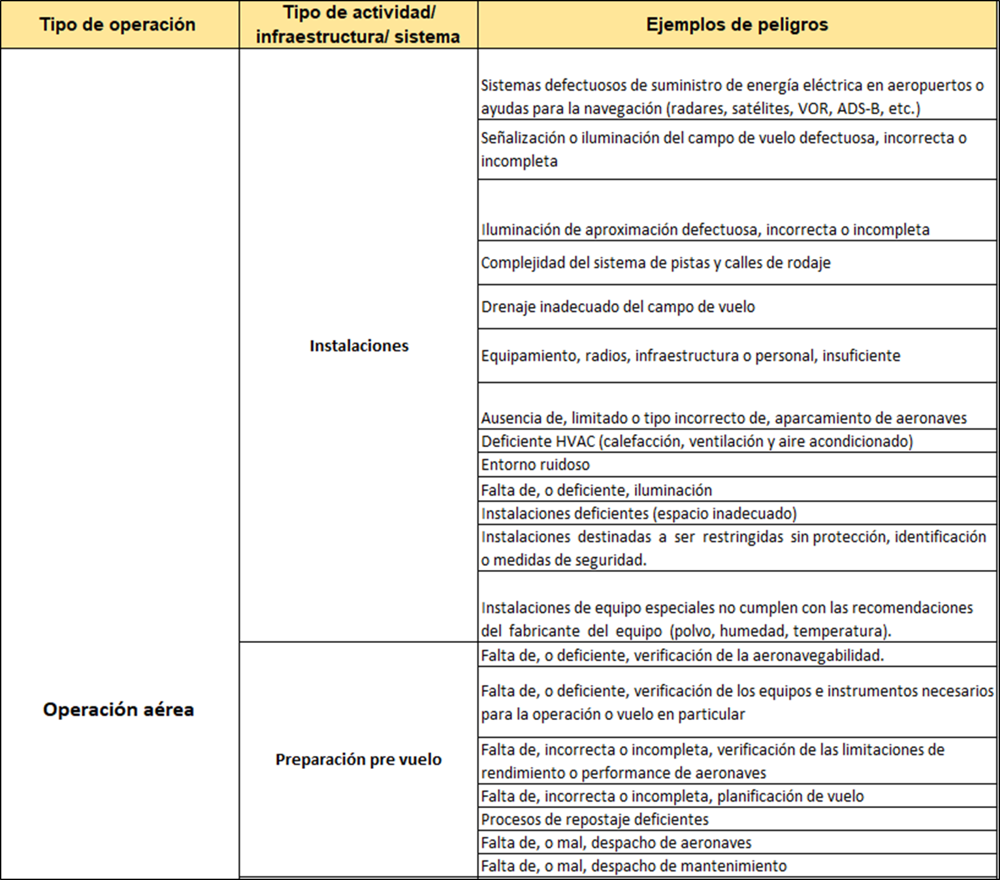 Tipo de operación
Tipo de actividad/
infraestructura/ sistema
Ejemplos de peligros
Operación aérea
Instalaciones
Sistemas defectuosos de suministro de energía eléctrica en aeropuertos o
ayudas para la navegación (radares, satélites, VOR, ADS-B, etc.)
Señalización o iluminación del campo de vuelo defectuosa, incorrecta o
incompleta
Iluminación de aproximación defectuosa, incorrecta o incompleta
Complejidad del sistema de pistas y calles de rodaje
Drenaje inadecuado del campo de vuelo
Equipamiento, radios, infraestructura o personal, insuficiente
Ausencia de, limitado o tipo incorrecto de, aparcamiento de aeronaves
Deficiente HVAC (calefacción, ventilación y aire acondicionado)
Entorno ruidoso
Falta de, o deficiente, iluminación
Instalaciones deficientes (espacio inadecuado)
Instalaciones destinadas a ser restringidas sin protección, identificación
o medidas de seguridad.
Instalaciones de equipo especiales no cumplen con las recomendaciones
del fabricante del equipo (polvo, humedad, temperatura).
Preparación pre vuelo
Falta de, o deficiente, verificación de la aeronavegabilidad.
Falta de, o deficiente, verificación de los equipos e instrumentos necesarios
para la operación o vuelo en particular
Falta de, incorrecta o incompleta, verificación de las limitaciones de
rendimiento o performance de aeronaves
Falta de, incorrecta o incompleta, planificación de vuelo
Procesos de repostaje deficientes
Falta de, o mal, despacho de aeronaves
Falta de, o mal, despacho de mantenimiento